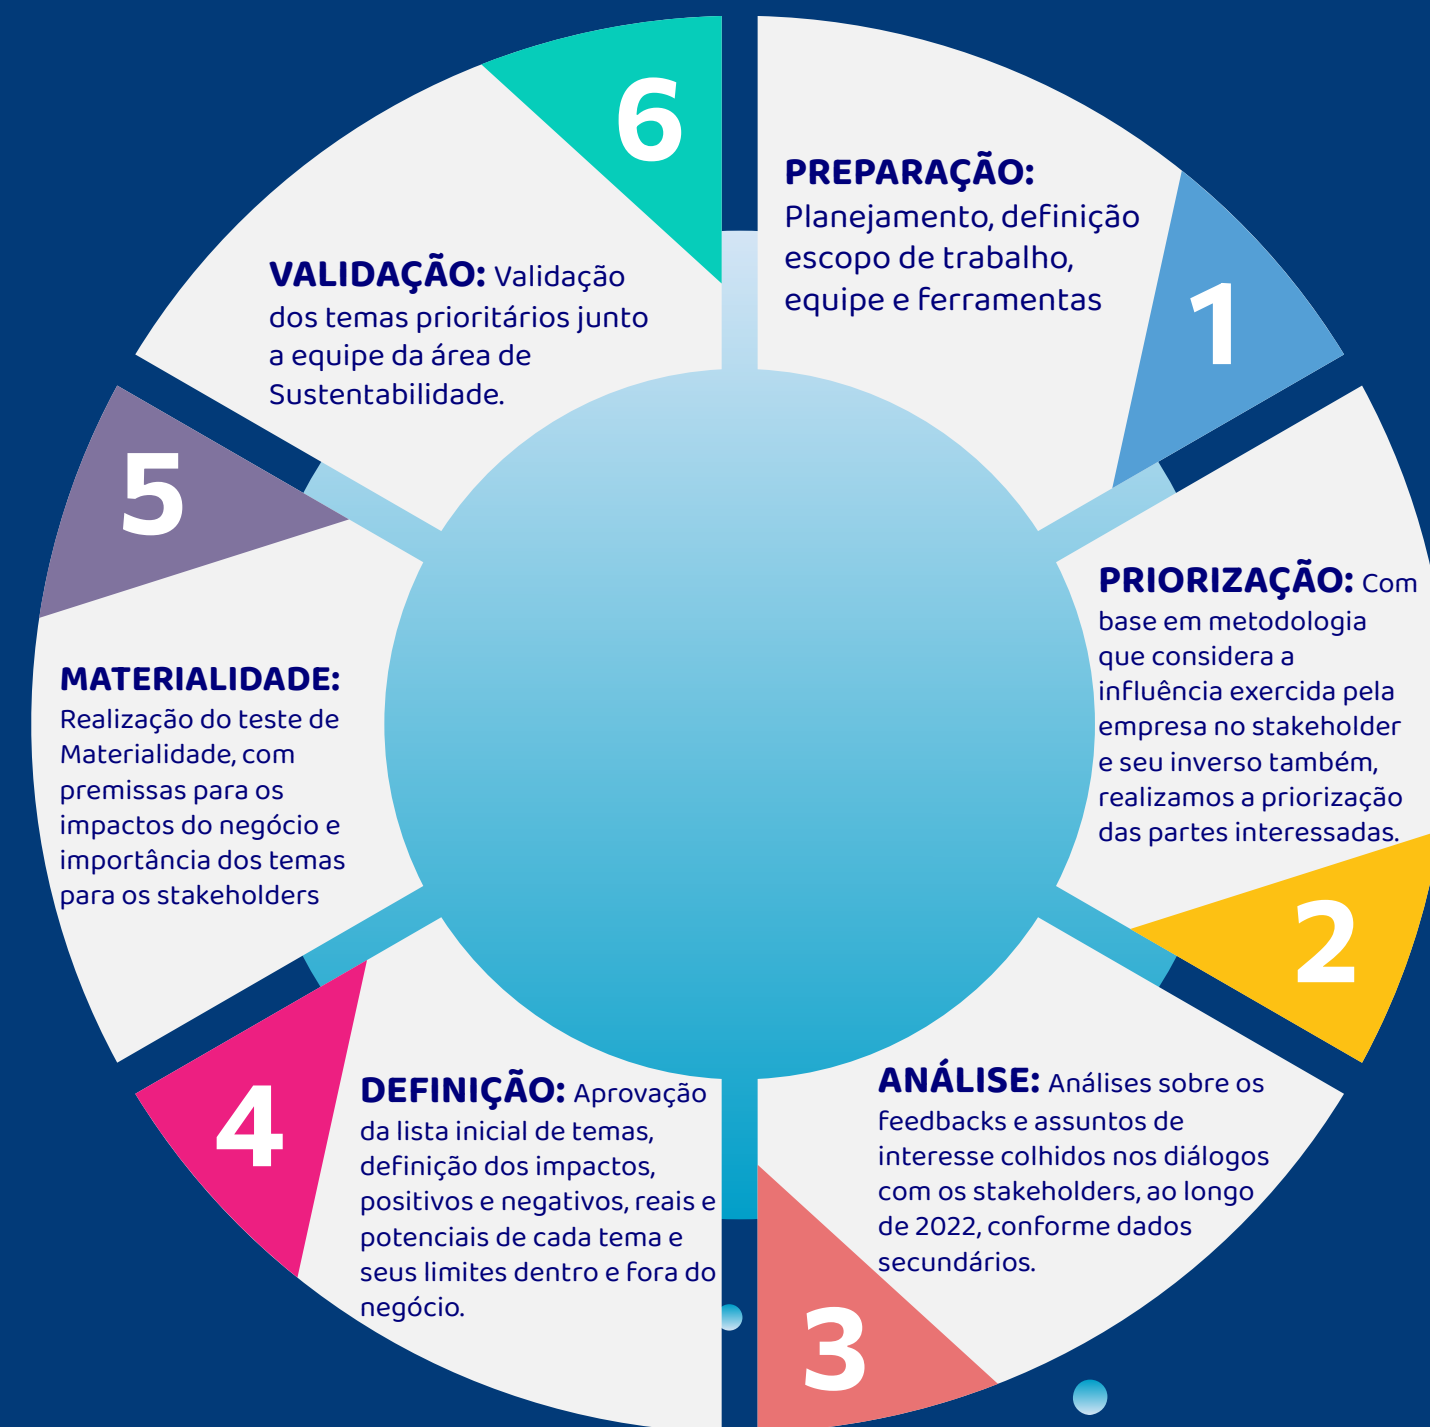 1
PREPARAÇÃO:
Planejamento, definição
escopo de trabalho,
equipe e ferramentas
2
PRIORIZAÇÃO: Com
base em metodologia
que considera a
influência exercida pela
empresa no stakeholder
e seu inverso também,
realizamos a priorização
das partes interessadas.
3
ANÁLISE: Análises sobre os
feedbacks e assuntos de
interesse colhidos nos diálogos
com os stakeholders, ao longo
de 2022, conforme dados
secundários.
4
DEFINIÇÃO: Aprovação
da lista inicial de temas,
definição dos impactos,
positivos e negativos, reais e
potenciais de cada tema e
seus limites dentro e fora do
negócio.
5
MATERIALIDADE:
Realização do teste de
Materialidade, com
premissas para os
impactos do negócio e
importância dos temas
para os stakeholders
6
VALIDAÇÃO: Validação
dos temas prioritários junto
a equipe da área de
Sustentabilidade.